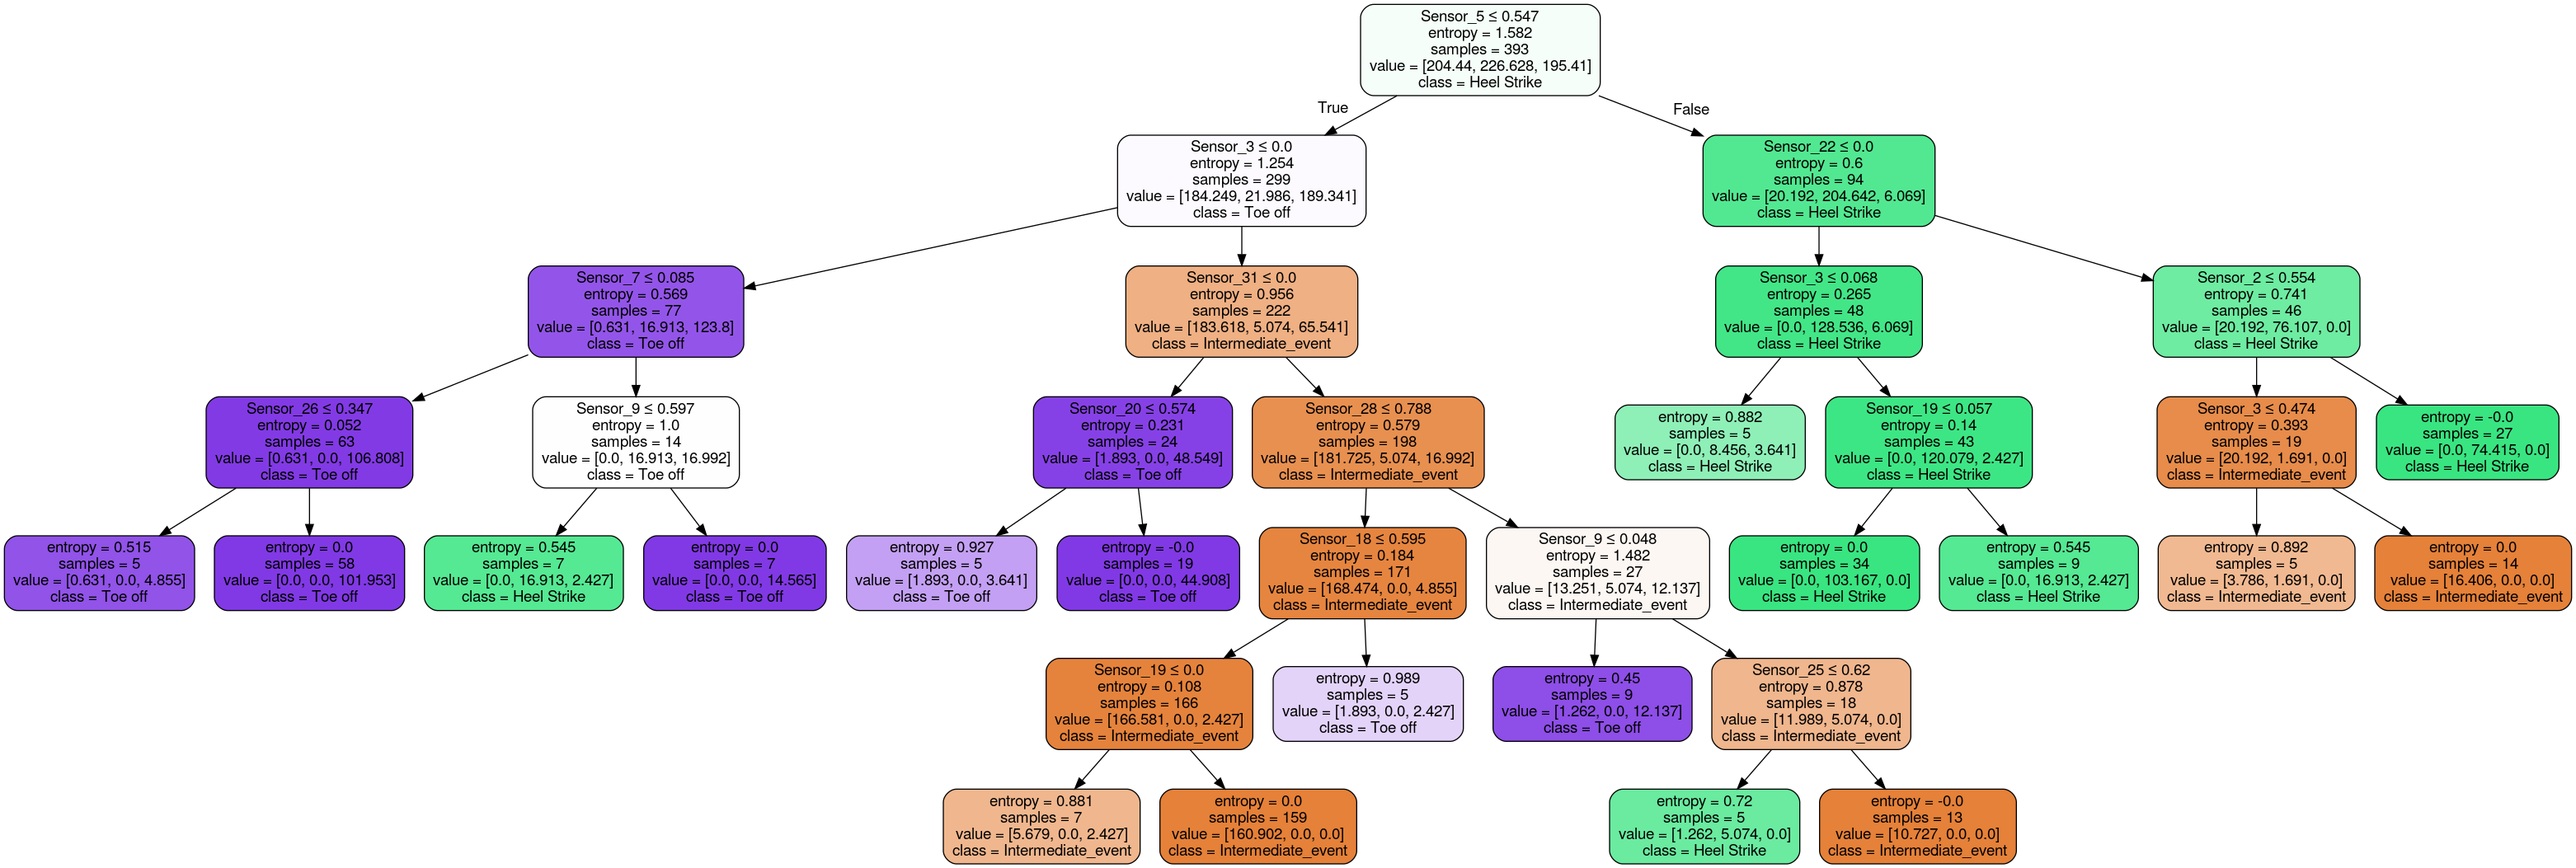 Sensor_5 ≤ 0.547
entropy = 1.582
samples = 393
value = [204.44, 226.628, 195.41]
class = Heel Strike
True
False
Sensor_3 ≤ 0.0
entropy = 1.254
samples = 299
value = [184.249, 21.986, 189.341]
class = Toe off
Sensor_22 ≤ 0.0
entropy = 0.6
samples = 94
value = [20.192, 204.642, 6.069]
class = Heel Strike
Sensor_7 ≤ 0.085
entropy = 0.569
samples = 77
value = [0.631, 16.913, 123.8]
class = Toe off
Sensor_31 ≤ 0.0
entropy = 0.956
samples = 222
value = [183.618, 5.074, 65.541]
class = Intermediate_event
Sensor_3 ≤ 0.068
entropy = 0.265
samples = 48
value = [0.0, 128.536, 6.069]
class = Heel Strike
Sensor_2 ≤ 0.554
entropy = 0.741
samples = 46
value = [20.192, 76.107, 0.0]
class = Heel Strike
Sensor_26 ≤ 0.347
entropy = 0.052
samples = 63
value = [0.631, 0.0, 106.808]
class = Toe off
Sensor_9 ≤ 0.597
entropy = 1.0
samples = 14
value = [0.0, 16.913, 16.992]
class = Toe off
Sensor_20 ≤ 0.574
entropy = 0.231
samples = 24
value = [1.893, 0.0, 48.549]
class = Toe off
Sensor_28 ≤ 0.788
entropy = 0.579
samples = 198
value = [181.725, 5.074, 16.992]
class = Intermediate_event
entropy = 0.882
samples = 5
value = [0.0, 8.456, 3.641]
class = Heel Strike
Sensor_19 ≤ 0.057
entropy = 0.14
samples = 43
value = [0.0, 120.079, 2.427]
class = Heel Strike
Sensor_3 ≤ 0.474
entropy = 0.393
samples = 19
value = [20.192, 1.691, 0.0]
class = Intermediate_event
entropy = -0.0
samples = 27
value = [0.0, 74.415, 0.0]
class = Heel Strike
entropy = 0.515
samples = 5
value = [0.631, 0.0, 4.855]
class = Toe off
entropy = 0.0
samples = 58
value = [0.0, 0.0, 101.953]
class = Toe off
entropy = 0.545
samples = 7
value = [0.0, 16.913, 2.427]
class = Heel Strike
entropy = 0.0
samples = 7
value = [0.0, 0.0, 14.565]
class = Toe off
entropy = 0.927
samples = 5
value = [1.893, 0.0, 3.641]
class = Toe off
entropy = -0.0
samples = 19
value = [0.0, 0.0, 44.908]
class = Toe off
Sensor_18 ≤ 0.595
entropy = 0.184
samples = 171
value = [168.474, 0.0, 4.855]
class = Intermediate_event
Sensor_9 ≤ 0.048
entropy = 1.482
samples = 27
value = [13.251, 5.074, 12.137]
class = Intermediate_event
entropy = 0.0
samples = 34
value = [0.0, 103.167, 0.0]
class = Heel Strike
entropy = 0.545
samples = 9
value = [0.0, 16.913, 2.427]
class = Heel Strike
entropy = 0.892
samples = 5
value = [3.786, 1.691, 0.0]
class = Intermediate_event
entropy = 0.0
samples = 14
value = [16.406, 0.0, 0.0]
class = Intermediate_event
Sensor_19 ≤ 0.0
entropy = 0.108
samples = 166
value = [166.581, 0.0, 2.427]
class = Intermediate_event
entropy = 0.989
samples = 5
value = [1.893, 0.0, 2.427]
class = Toe off
entropy = 0.45
samples = 9
value = [1.262, 0.0, 12.137]
class = Toe off
Sensor_25 ≤ 0.62
entropy = 0.878
samples = 18
value = [11.989, 5.074, 0.0]
class = Intermediate_event
entropy = 0.881
samples = 7
value = [5.679, 0.0, 2.427]
class = Intermediate_event
entropy = 0.0
samples = 159
value = [160.902, 0.0, 0.0]
class = Intermediate_event
entropy = 0.72
samples = 5
value = [1.262, 5.074, 0.0]
class = Heel Strike
entropy = -0.0
samples = 13
value = [10.727, 0.0, 0.0]
class = Intermediate_event